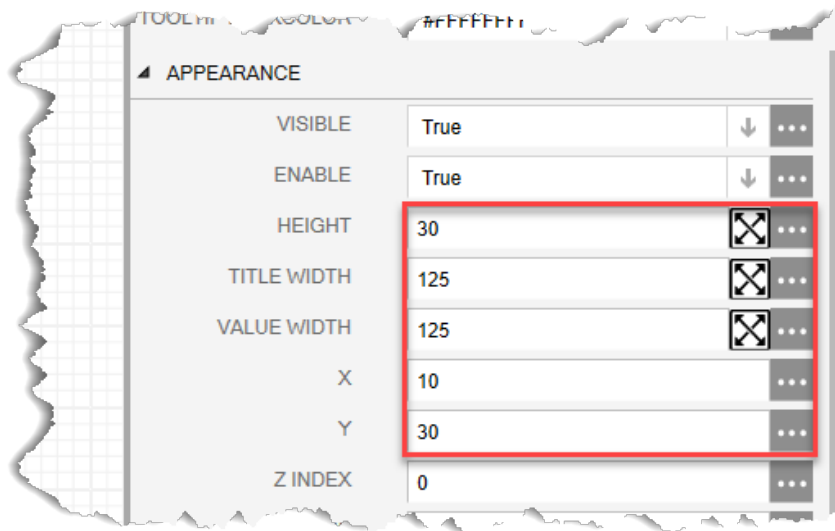 APPEARANCE
VISIBLE True
ENABLE True
HEIGHT 30
TITLE WIDTH 125
VALUE WIDTH 125
X 10
Y 30
Z INDEX 0